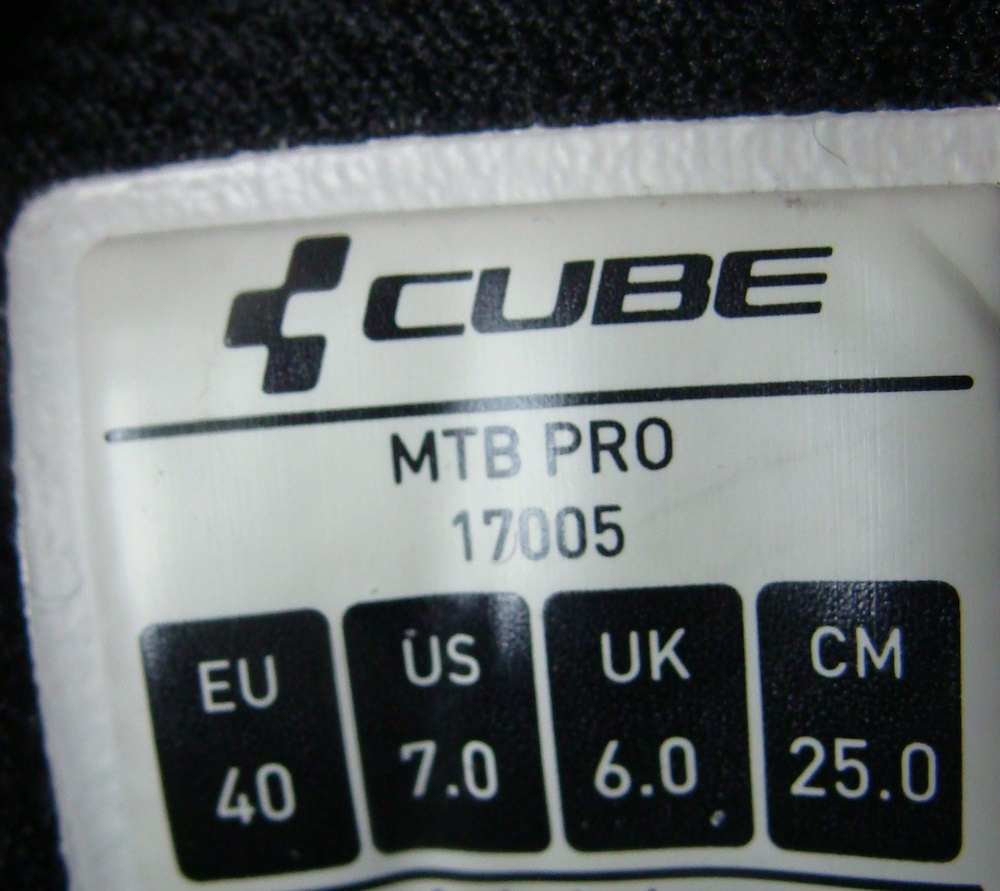 CUBE
MTB PRO
17005
EU US UK CM
40 7.0 6.0 25.0